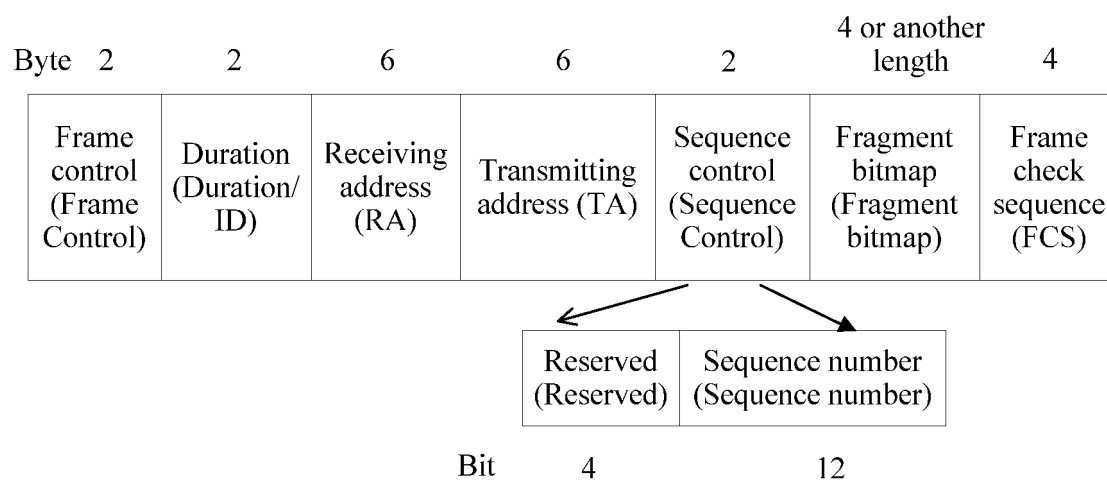 4 or another
length
Byte 2 2 6 6 2 4
Frame
control
(Frame
Control)
Duration
(Duration/
ID)
Receiving
address
(RA)
Transmitting
address (TA)
Sequence
control
(Sequence
Control)
Fragment
bitmap
(Fragment
bitmap)
Frame
check
sequence
(FCS)
Reserved
(Reserved)
Sequence number
(Sequence number)
Bit 4 12